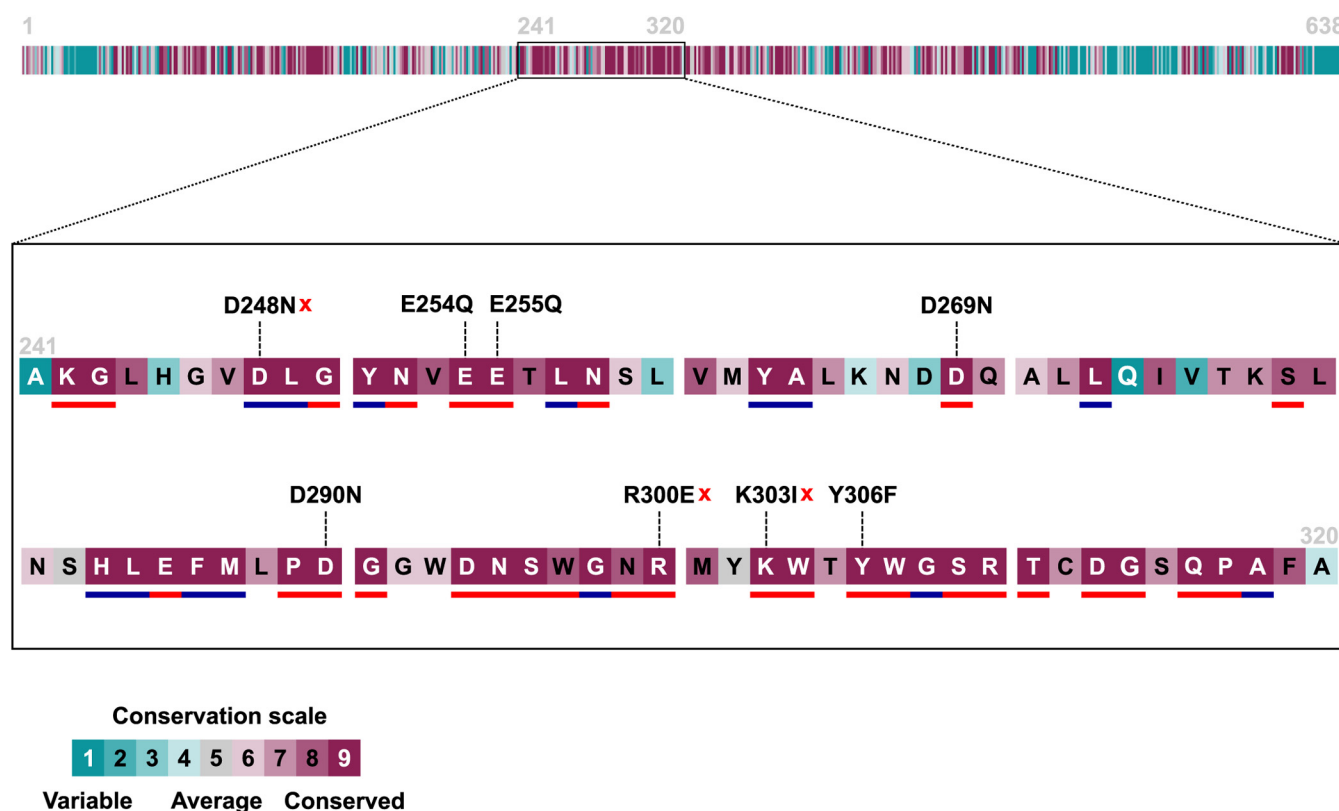 1 241 320 638
D248N x E254Q E255Q D269N
241
A K G L H G V D L G Y N V E E T L N S L V M Y A L K N D D Q A L L Q I V T K S L
D290N R300E x K303I x Y306F
320
N S H L E F M L P D G G W D N S W G N R M Y K W T Y W G S R T C D G S Q P A F A
Conservation scale
1 2 3 4 5 6 7 8 9
Variable Average Conserved